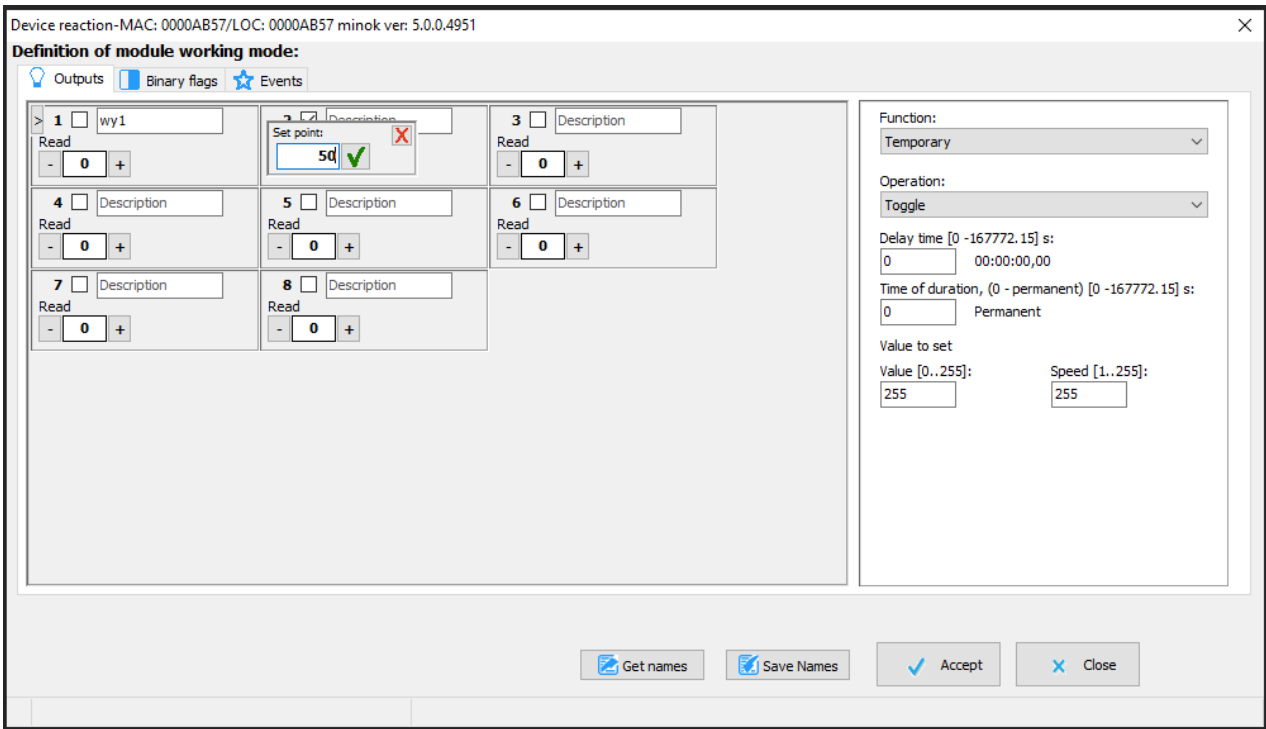 Device reaction-MAC: 0000AB57/LOC: 0000AB57 minok ver: 5.0.0.4951
Definition of module working mode:
Outputs Binary flags Events
> 1 wy1
Read
- 0 +
2 Description
Set point: X
50
3 Description
Read
- 0 +
4 Description
Read
- 0 +
5 Description
Read
- 0 +
6 Description
Read
- 0 +
7 Description
Read
- 0 +
8 Description
Read
- 0 +
Function:
Temporary
Operation:
Toggle
Delay time [0 -167772.15] s:
0 00:00:00,00
Time of duration, (0 - permanent) [0 -167772.15] s:
0 Permanent
Value to set
Value [0..255]: Speed [1..255]:
255 255
Get names Save Names Accept Close